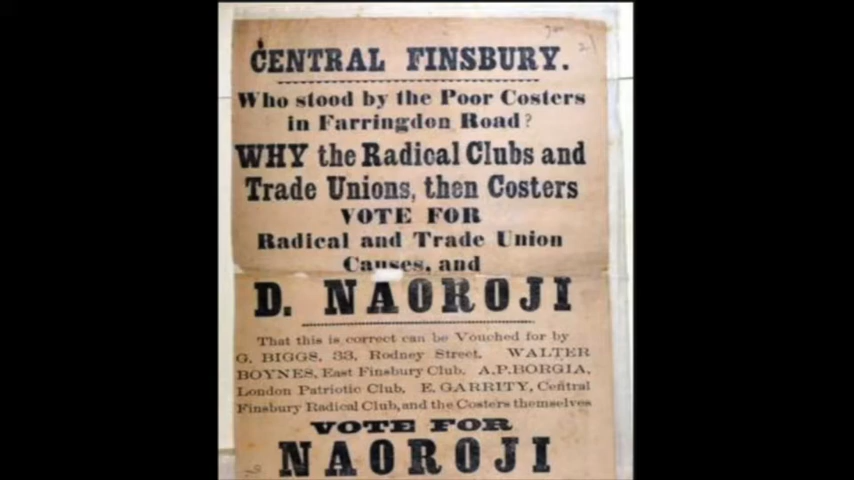 CENTRAL FINSBURY.
Who stood by the Poor Costers
in Farringdon Road?
WHY the Radical Clubs and
Trade Unions, then Costers
VOTE FOR
Radical and Trade Union
Causes, and
D. NAOROJI
That this is correct can be Vouched for by
G. BIGGS, 33, Rodney Street, WALTER
BOYNES, East Finsbury Club. A.P.BORGIA,
London Patriotic Club, E. GARRITY, Central
Finsbury Radical Club, and the Costers themselves
VOTE FOR
NAOROJI